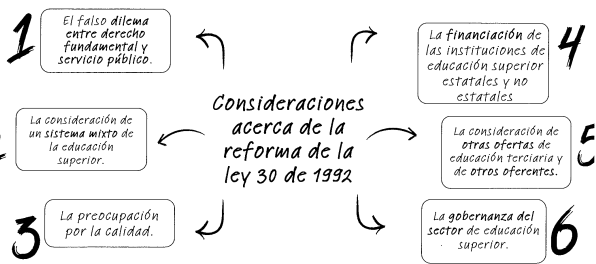 Consideraciones
acerca de la
reforma de la
ley 30 de 1992
1
El falso dilema
entre derecho
fundamental y
servicio público.
La consideración de
un sistema mixto de
la educación
superior.
3
La preocupación
por la calidad.
4
La financiación de
las instituciones de
educación superior
estatales y no
estatales
5
La consideración de
otras ofertas de
educación terciaria y
de otros oferentes.
6
La gobernanza del
sector de educación
superior.